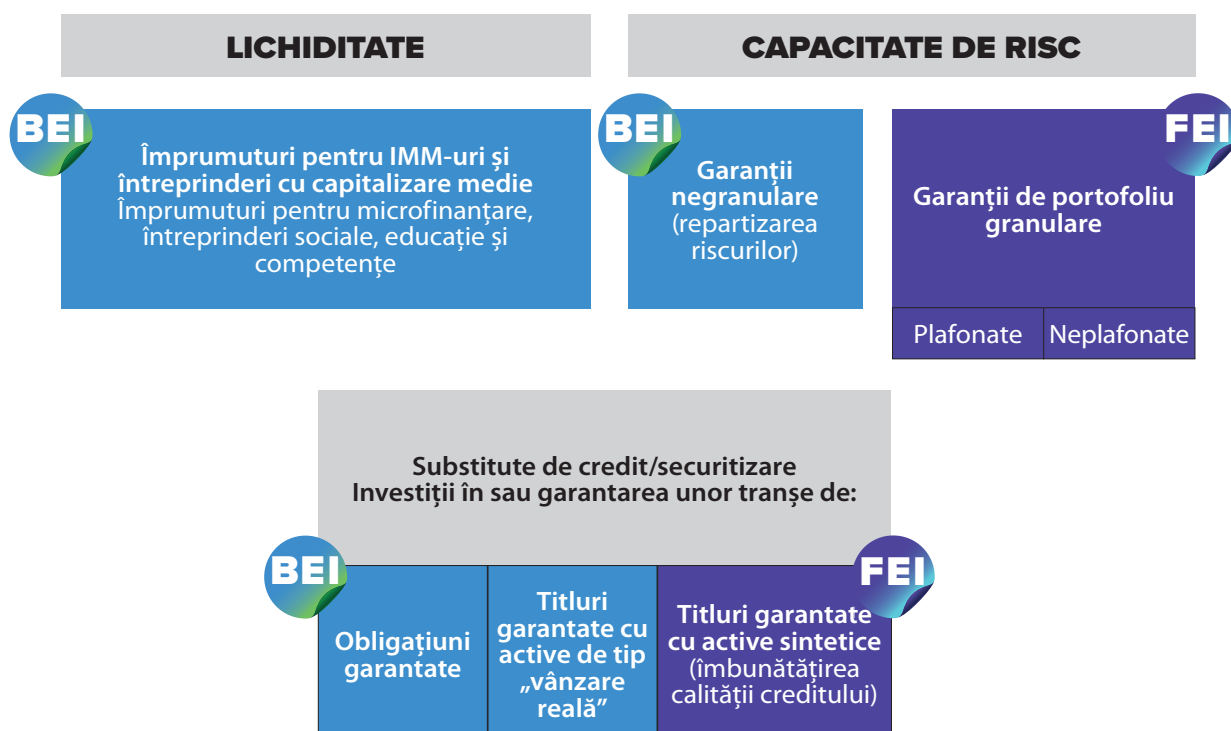 LICHIDITATE
CAPACITATE DE RISC
BEI
Împrumuturi pentru IMM-uri și
întreprinderi cu capitalizare medie
Împrumuturi pentru microfinanțare,
întreprinderi sociale, educație și
competențe
BEI
Garanții
negranulare
(repartizarea
riscurilor)
FEI
Garanții de portofoliu
granulare
Plafonate
Neplafonate
Substitute de credit/securitizare
Investiții în sau garantarea unor tranșe de:
BEI
Obligațiuni
garantate
Titluri
garantate cu
active de tip
„vânzare
reală”
FEI
Titluri garantate
cu active sintetice
(îmbunătățirea
calității creditului)